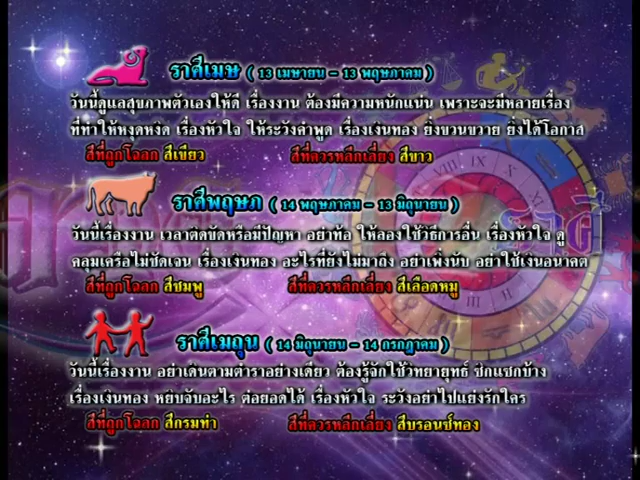 ราศีเมษ ( 13 เมษายน - 13 พฤษภาคม )
วันนี้ดูแลสุขภาพตัวเองให้ดี เรื่องงาน ต้องมีความหนักแน่น เพราะจะมีหลายเรื่อง
ที่ทำให้หงุดหงิด เรื่องหัวใจ ให้ระวังคำพูด เรื่องเงินทอง ยิ่งขวนขวาย ยิ่งได้โอกาส
สีที่ถูกโฉลก สีเขียว สีที่ควรหลีกเลี่ยง สีขาว
ราศีพฤษภ ( 14 พฤษภาคม - 13 มิถุนายน )
วันนี้เรื่องงาน เวลาติดขัดหรือมีปัญหา อย่าท้อ ให้ลองใช้วิธีการอื่น เรื่องหัวใจ ดู
คลุมเครือไม่ชัดเจน เรื่องเงินทอง อะไรที่ยังไม่มาถึง อย่าเพิ่งนับ อย่าใช้เงินอนาคต
สีที่ถูกโฉลก สีชมพู สีที่ควรหลีกเลี่ยง สีเลือดหมู
ราศีเมถุน ( 14 มิถุนายน - 14 กรกฎาคม )
วันนี้เรื่องงาน อย่าเดินตามตำราอย่างเดียว ต้องรู้จักใช้วิทยายุทธ์ ซิกแซกบ้าง
เรื่องเงินทอง หยิบจับอะไร ต่อยอดได้ เรื่องหัวใจ ระวังอย่าไปแย่งรักใคร
สีที่ถูกโฉลก สีกรมท่า สีที่ควรหลีกเลี่ยง สีบรอนซ์ทอง